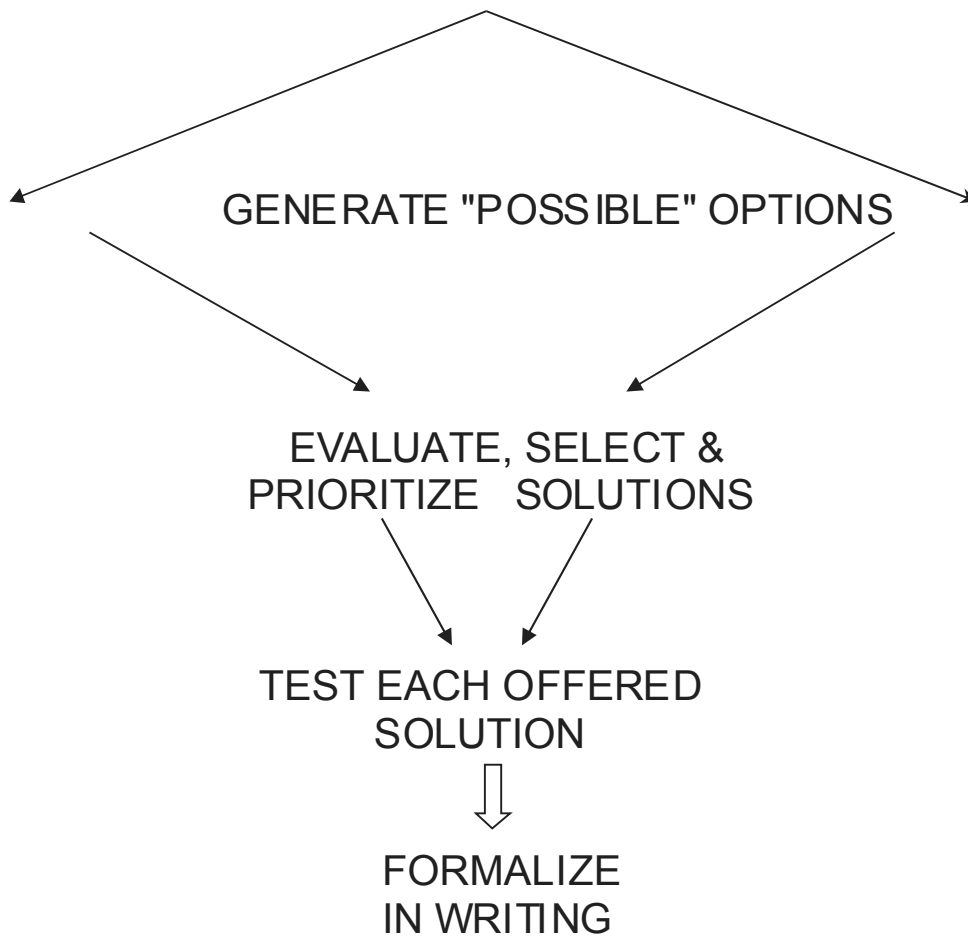 GENERATE "POSSIBLE" OPTIONS
EVALUATE, SELECT &
PRIORITIZE SOLUTIONS
TEST EACH OFFERED
SOLUTION
FORMALIZE
IN WRITING